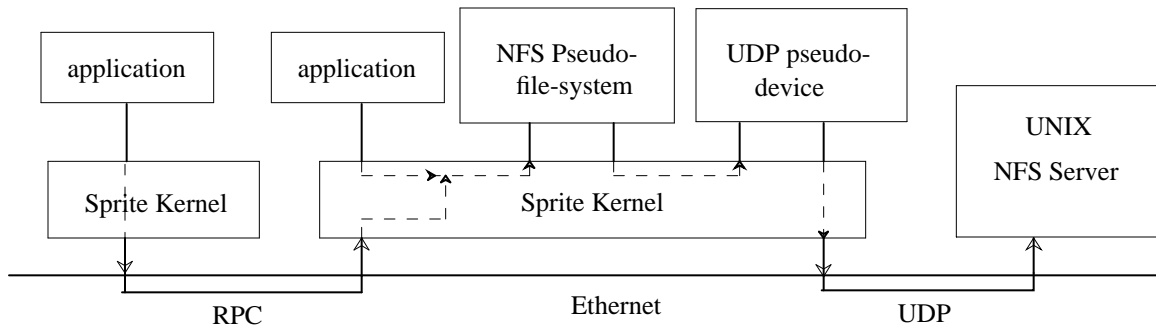 application
application
NFS Pseudo-
file-system
UDP pseudo-
device
UNIX
NFS Server
Sprite Kernel
Sprite Kernel
RPC
Ethernet
UDP